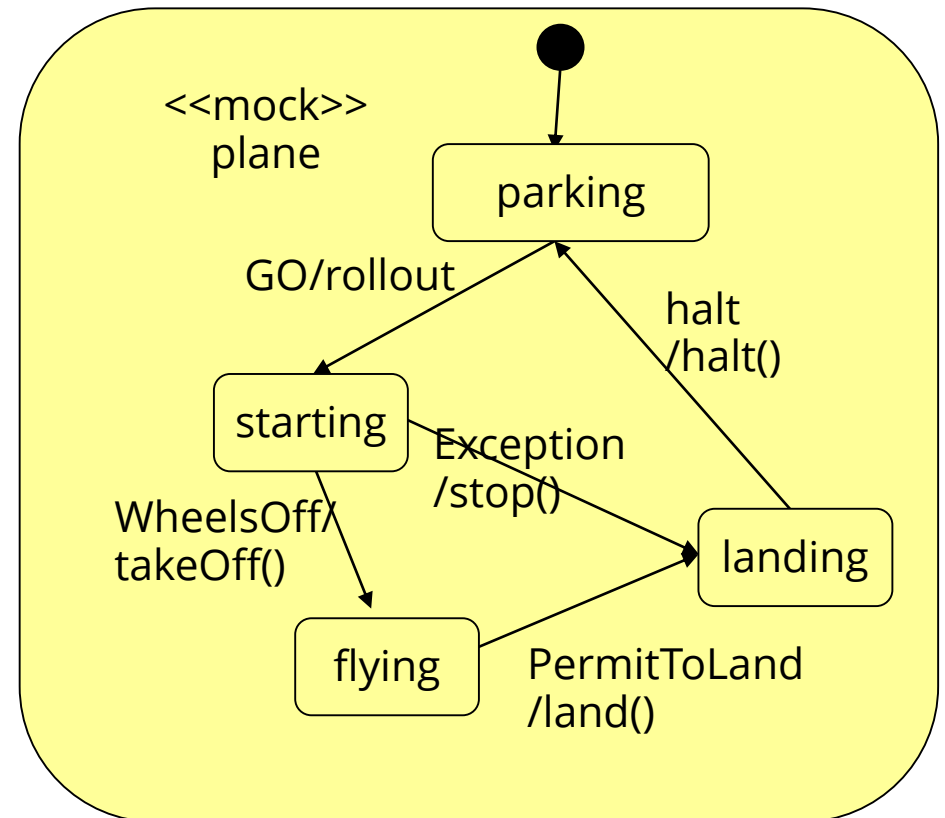 <<mock>>
plane
parking
GO/rollout
halt
/halt()
starting
Exception
/stop()
WheelsOff/
takeOff()
landing
flying
PermitToLand
/land()